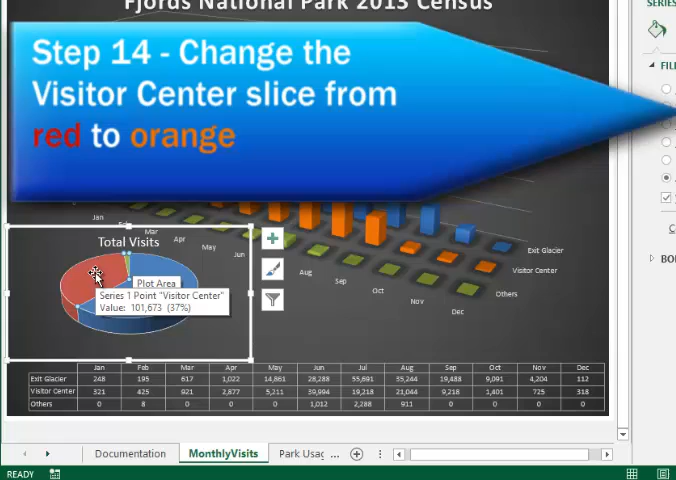 Fjords National Park 2013 Census
SERIES
Step 14 - Change the
Visitor Center slice from
red to orange
FILL
Jan
Feb
Mar
Apr
May
Jun
Aug
Sep
Oct
Nov
Dec
Exit Glacier
Visitor Center
Others
Total Visits
Plot Area
Series 1 Point "Visitor Center"
Value: 101,673 (37%)
Jan Feb Mar Apr May Jun Jul Aug Sep Oct Nov Dec
Exit Glacier 248 195 617 1,022 14,861 28,288 55,691 35,244 19,488 9,091 4,204 112
Visitor Center 321 425 921 2,877 5,211 39,994 19,218 21,044 9,218 1,401 725 318
Others 0 8 0 0 0 1,012 2,288 911 0 0 0 0
Documentation MonthlyVisits Park Usag ...
READY